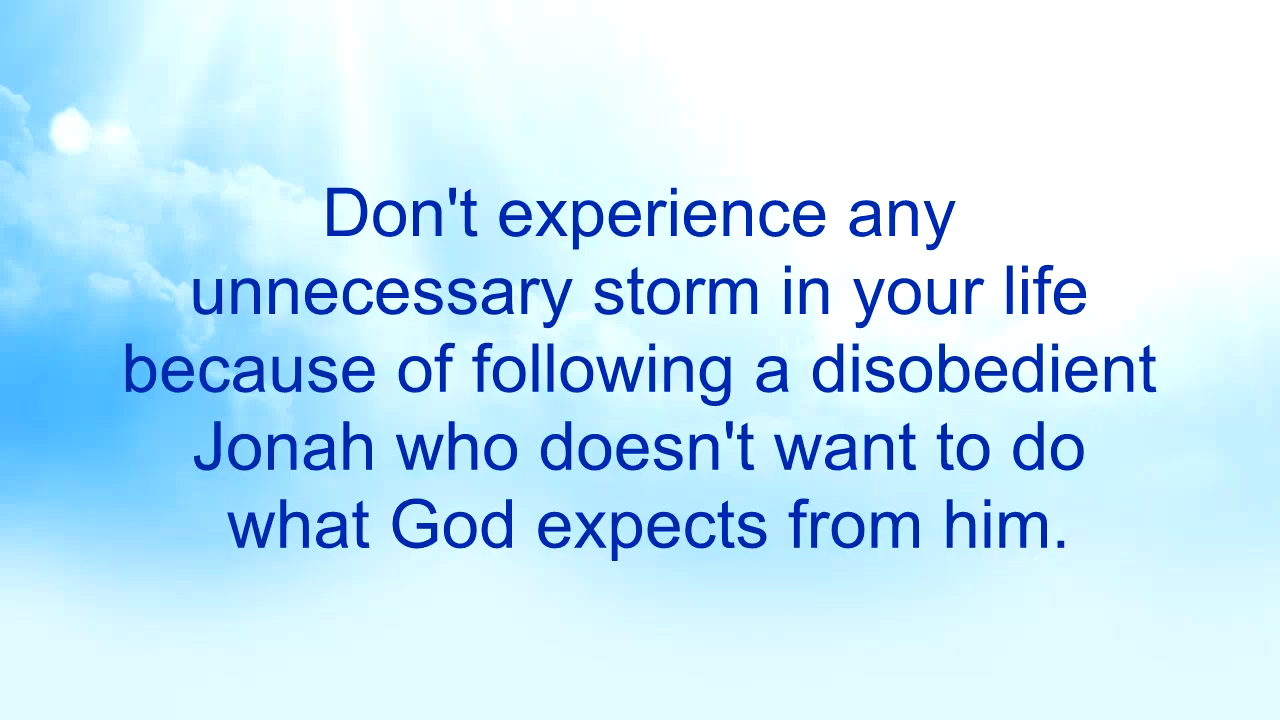 Don't experience any
unnecessary storm in your life
because of following a disobedient
Jonah who doesn't want to do
what God expects from him.